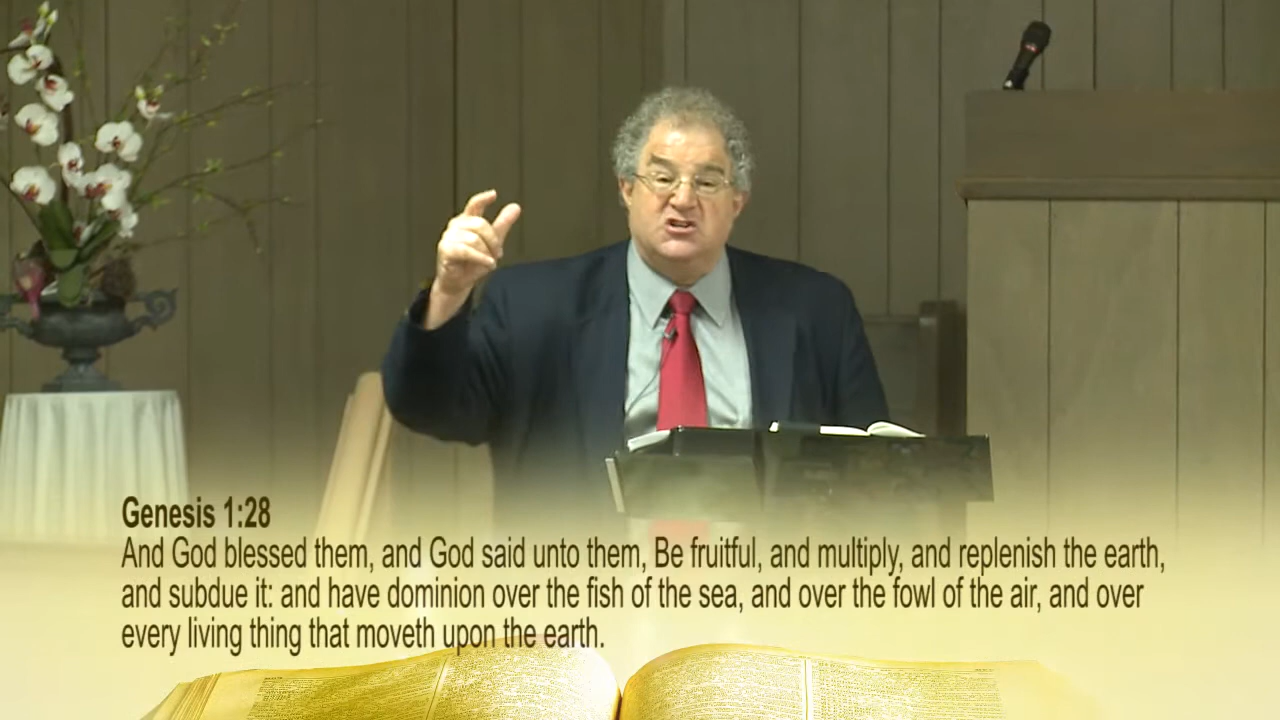 Genesis 1:28
And God blessed them, and God said unto them, Be fruitful, and multiply, and replenish the earth,
and subdue it: and have dominion over the fish of the sea, and over the fowl of the air, and over
every living thing that moveth upon the earth.